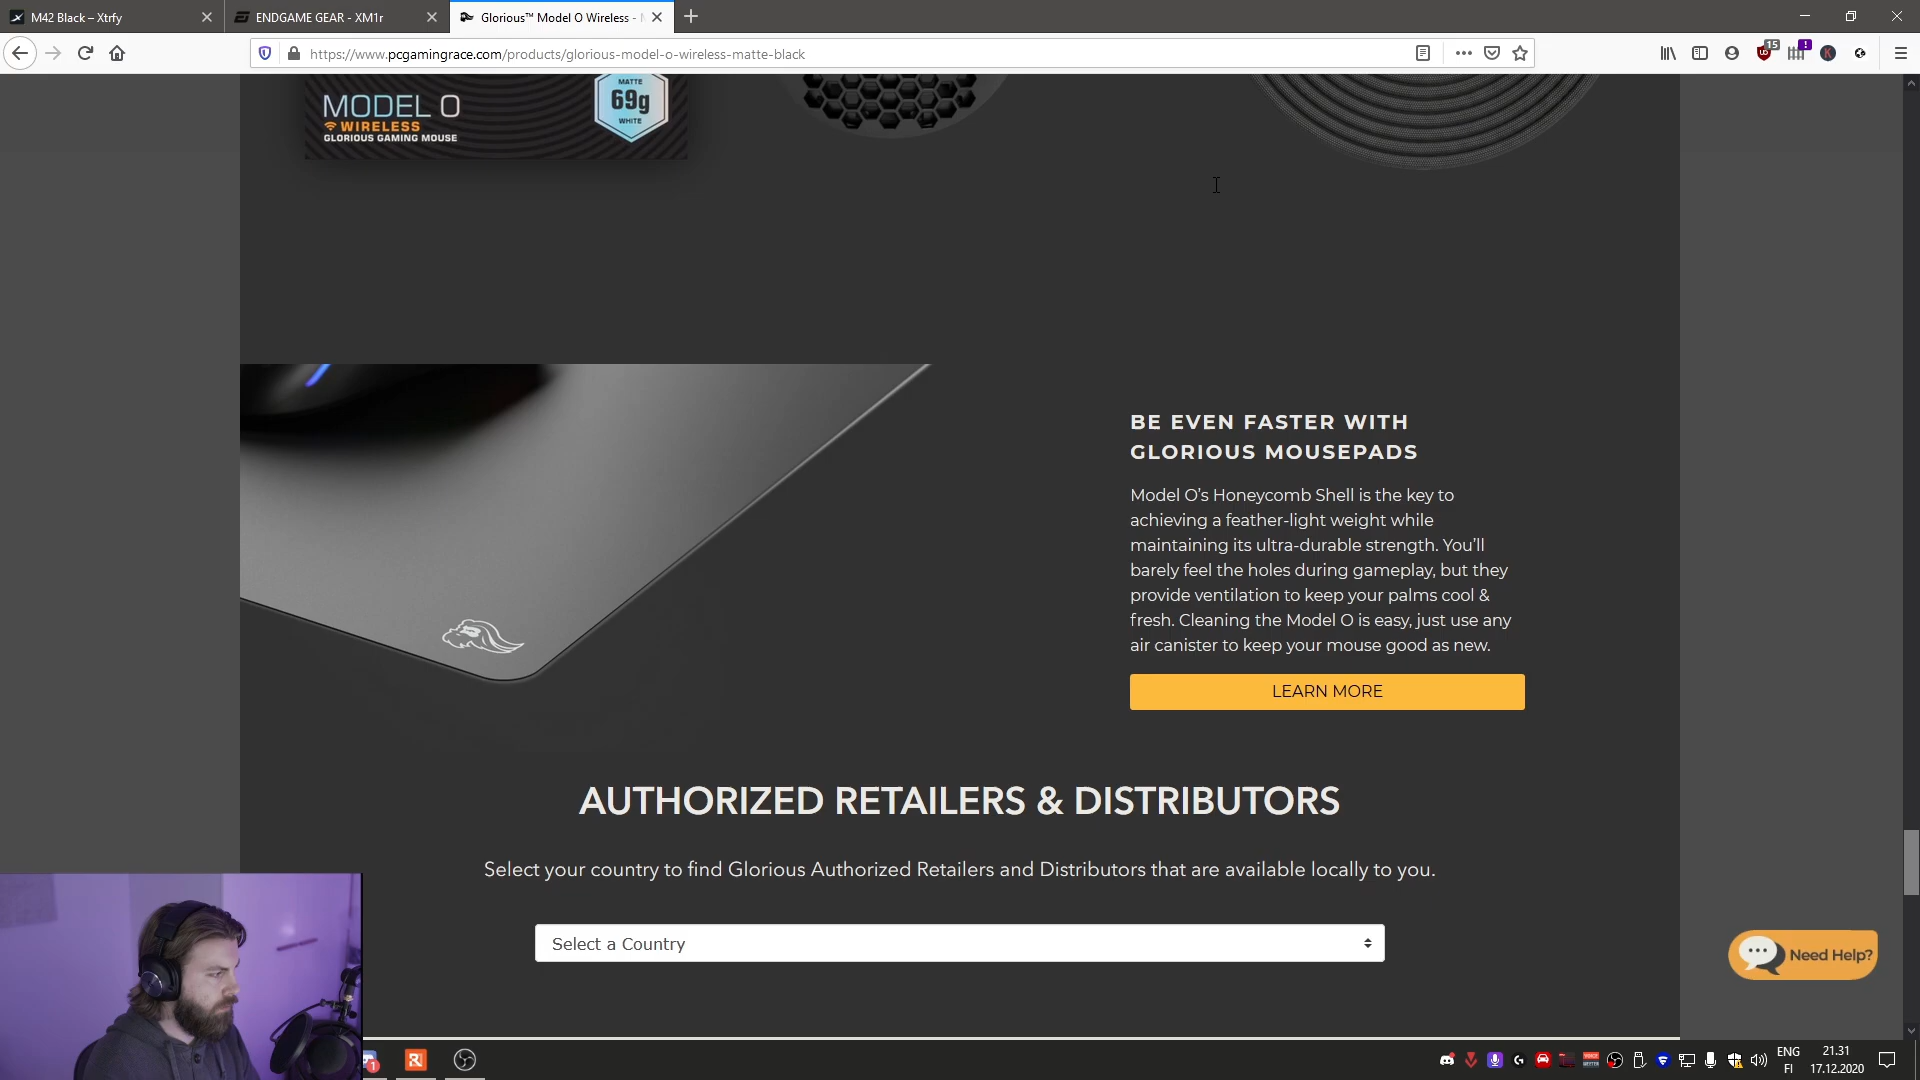 M42 Black – Xtrfy
ENDGAME GEAR - XM1r
Glorious™ Model O Wireless -
https://www.pcgamingrace.com/products/glorious-model-o-wireless-matte-black
15
MATTE
69g
WHITE
MODEL O
WIRELESS
GLORIOUS GAMING MOUSE
BE EVEN FASTER WITH
GLORIOUS MOUSEPADS
Model O’s Honeycomb Shell is the key to
achieving a feather-light weight while
maintaining its ultra-durable strength. You’ll
barely feel the holes during gameplay, but they
provide ventilation to keep your palms cool &
fresh. Cleaning the Model O is easy, just use any
air canister to keep your mouse good as new.
LEARN MORE
AUTHORIZED RETAILERS & DISTRIBUTORS
Select your country to find Glorious Authorized Retailers and Distributors that are available locally to you.
Select a Country
Need Help?
1
ENG
FI
21.31
17.12.2020